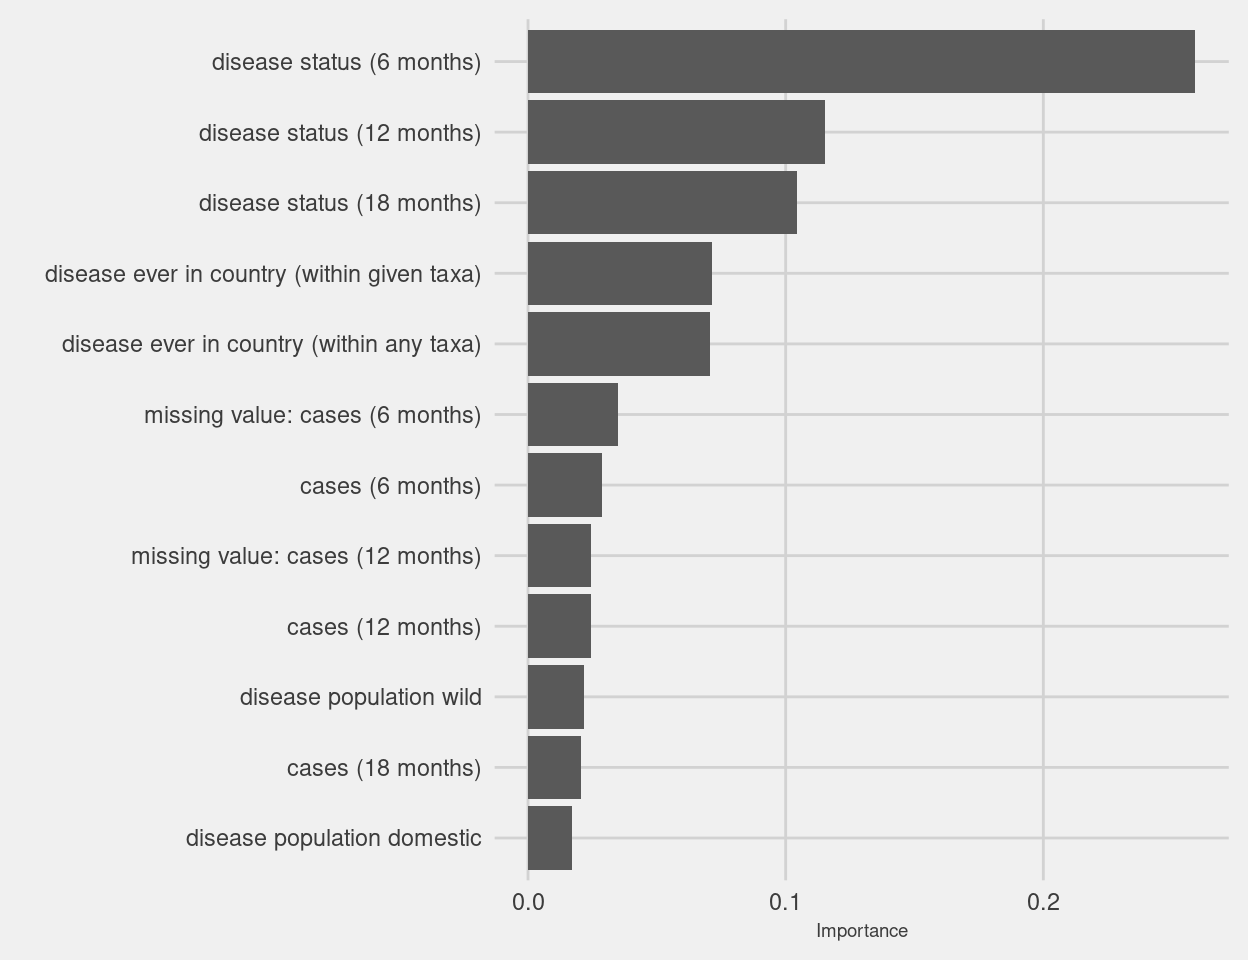 disease status (6 months)
disease status (12 months)
disease status (18 months)
disease ever in country (within given taxa)
disease ever in country (within any taxa)
missing value: cases (6 months)
cases (6 months)
missing value: cases (12 months)
cases (12 months)
disease population wild
cases (18 months)
disease population domestic
0.0 0.1 0.2
Importance